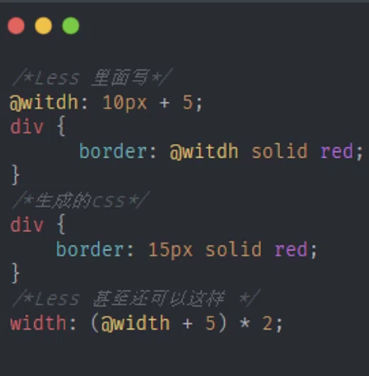 /*Less 里面写*/
@witdh: 10px + 5;
div {
border: @witdh solid red;
}
/*生成的css*/
div {
border: 15px solid red;
}
/*Less 甚至还可以这样 */
width: (@width + 5) * 2;